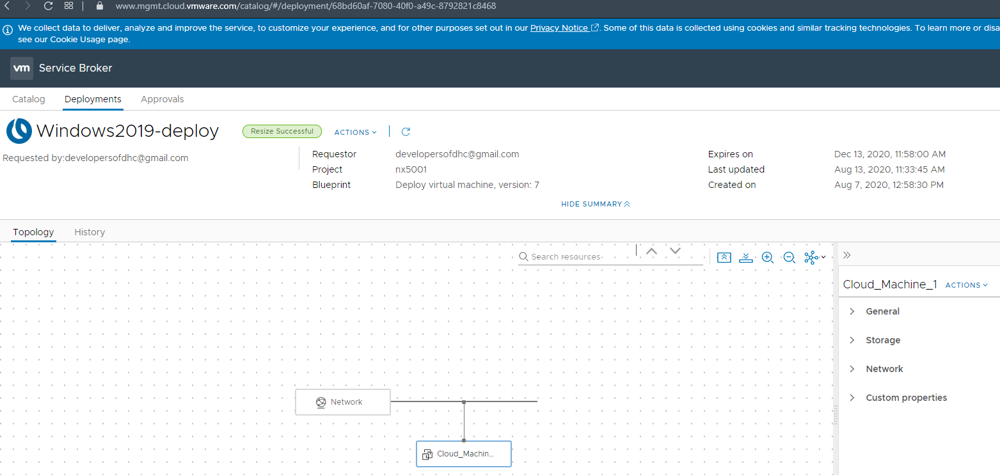 www.mgmt.cloud.vmware.com/catalog/#/deployment/68bd60af-7080-40f0-a49c-8792821c8468
We collect data to deliver, analyze and improve the service, to customize your experience, and for other purposes set out in our Privacy Notice. Some of this data is collected using cookies and similar tracking technologies. To learn more or disa
see our Cookie Usage page.
vm Service Broker
Catalog Deployments Approvals
Windows2019-deploy Resize Successful ACTIONS
Requested by:developersofdhc@gmail.com
Requestor developersofdhc@gmail.com Expires on Dec 13, 2020, 11:58:00 AM
Project nx5001 Last updated Aug 13, 2020, 11:33:45 AM
Blueprint Deploy virtual machine, version: 7 Created on Aug 7, 2020, 12:58:30 PM
HIDE SUMMARY
Topology History
Search resources
Cloud_Machine_1 ACTIONS
General
Storage
Network
Custom properties
Network
Cloud_Machin...